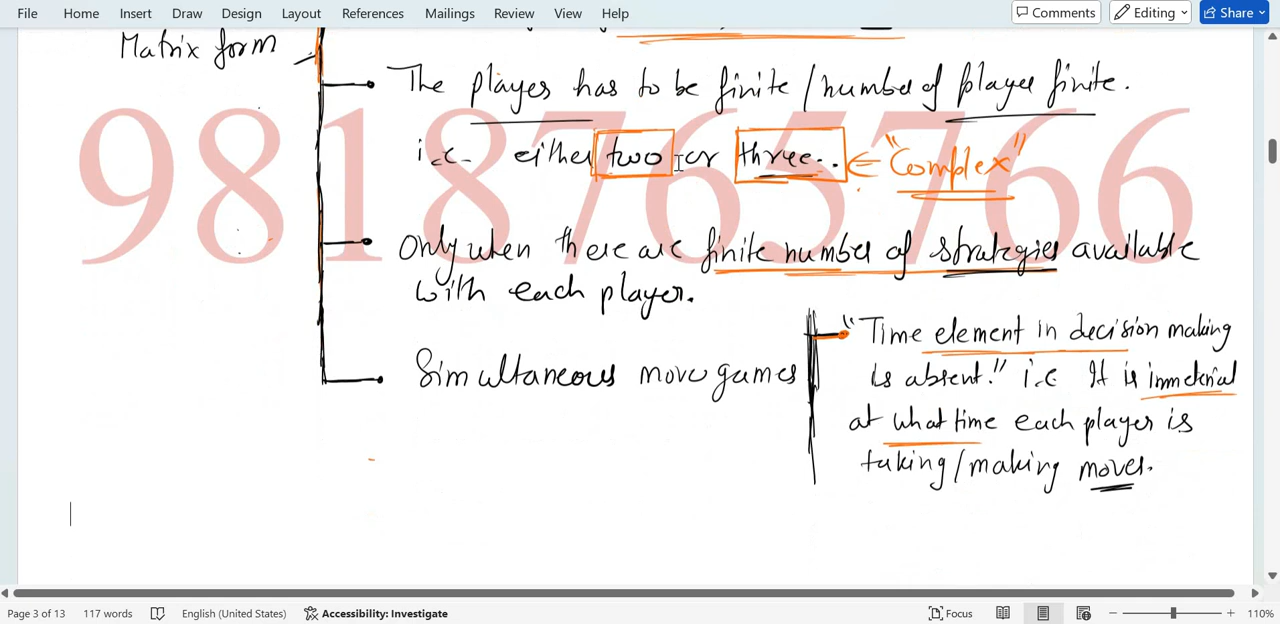 File Home Insert Draw Design Layout References Mailings Review View Help Comments Editing Share
Matrix form
The players has to be finite / number of player finite.
i.e. either two or three.. ← "Complex"
9818765766
Only when there are finite number of strategies available
with each player.
Simultaneous move games
"Time element in decision making
is absent." i.e It is immeterial
at what time each player is
taking/making moves.
Page 3 of 13 117 words English (United States) Accessibility: Investigate Focus 110%